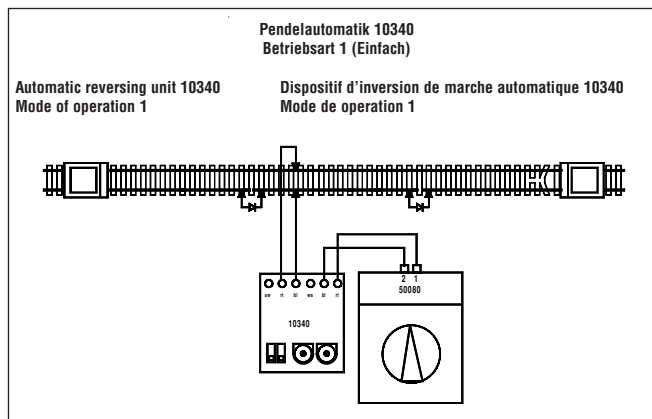 Pendelautomatik 10340
Betriebsart 1 (Einfach)
Automatic reversing unit 10340
Mode of operation 1
Dispositif d’inversion de marche automatique 10340
Mode de operation 1
2 1
50080
sw rt bl ws bl rt
10340